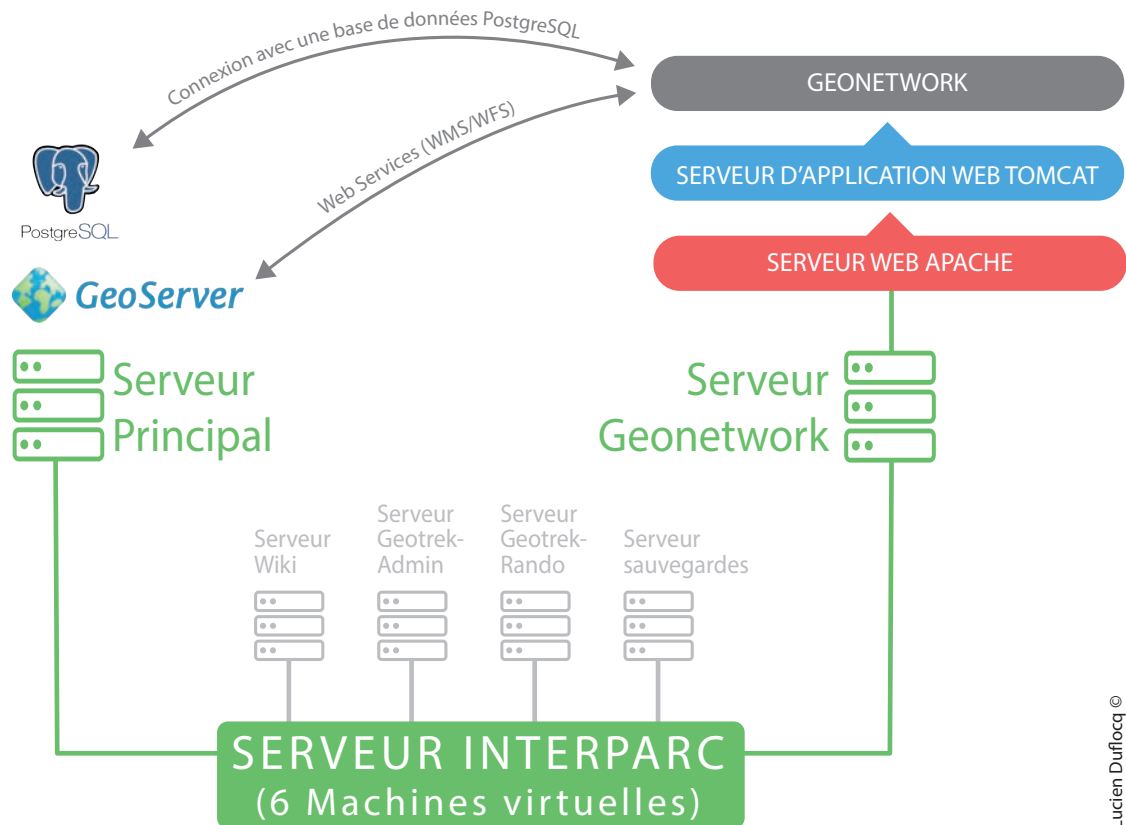 Connexion avec une base de données PostgreSQL
GEONETWORK
Web Services (WMS/WFS)
SERVEUR D'APPLICATION WEB TOMCAT
PostgreSQL
SERVEUR WEB APACHE
GeoServer
Serveur
Principal
Serveur
Geonetwork
Serveur
Wiki
Serveur
Geotrek-
Admin
Serveur
Geotrek-
Rando
Serveur
sauvegardes
SERVEUR INTERPARC
(6 Machines virtuelles)
Lucien Duflocq ©